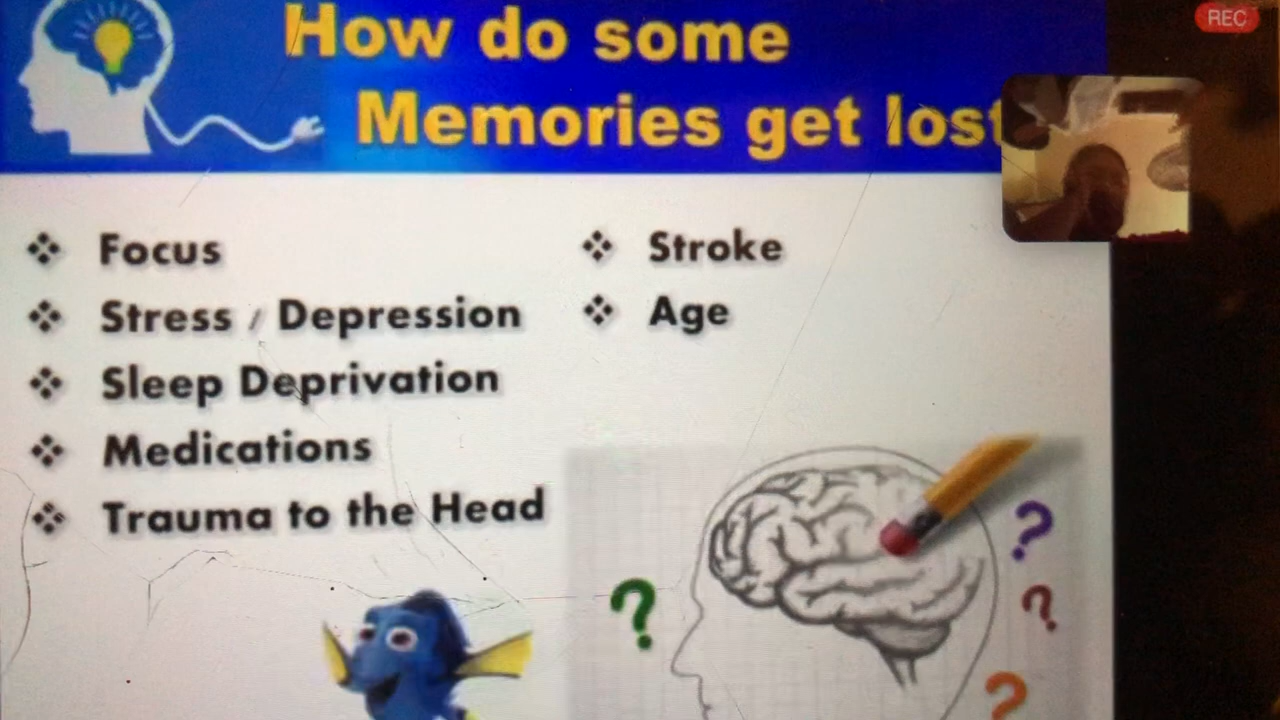 REC
How do some
Memories get lost
Focus
Stress / Depression
Sleep Deprivation
Medications
Trauma to the Head
Stroke
Age
?
?
?
?